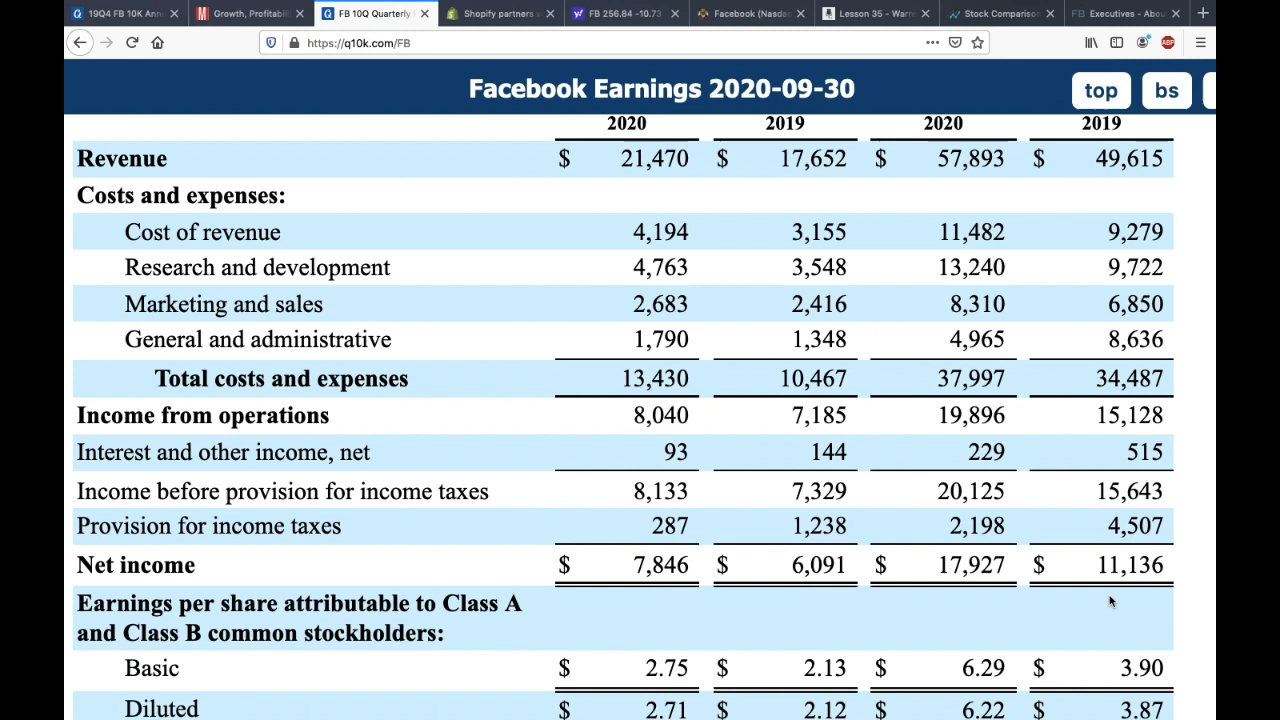 19Q4 FB 10K Ann
Growth, Profitabili
FB 10Q Quarterly
Shopify partners
FB 256.84 -10.73
Facebook (Nasda
Lesson 35 - Warre
Stock Comparison
FB Executives - Abou
https://q10k.com/FB
ABP
Facebook Earnings 2020-09-30
top
bs
2020 2019 2020 2019
Revenue $ 21,470 $ 17,652 $ 57,893 $ 49,615
Costs and expenses:
Cost of revenue 4,194 3,155 11,482 9,279
Research and development 4,763 3,548 13,240 9,722
Marketing and sales 2,683 2,416 8,310 6,850
General and administrative 1,790 1,348 4,965 8,636
Total costs and expenses 13,430 10,467 37,997 34,487
Income from operations 8,040 7,185 19,896 15,128
Interest and other income, net 93 144 229 515
Income before provision for income taxes 8,133 7,329 20,125 15,643
Provision for income taxes 287 1,238 2,198 4,507
Net income $ 7,846 $ 6,091 $ 17,927 $ 11,136
Earnings per share attributable to Class A
and Class B common stockholders:
Basic $ 2.75 $ 2.13 $ 6.29 $ 3.90
Diluted $ 2.71 $ 2.12 $ 6.22 $ 3.87